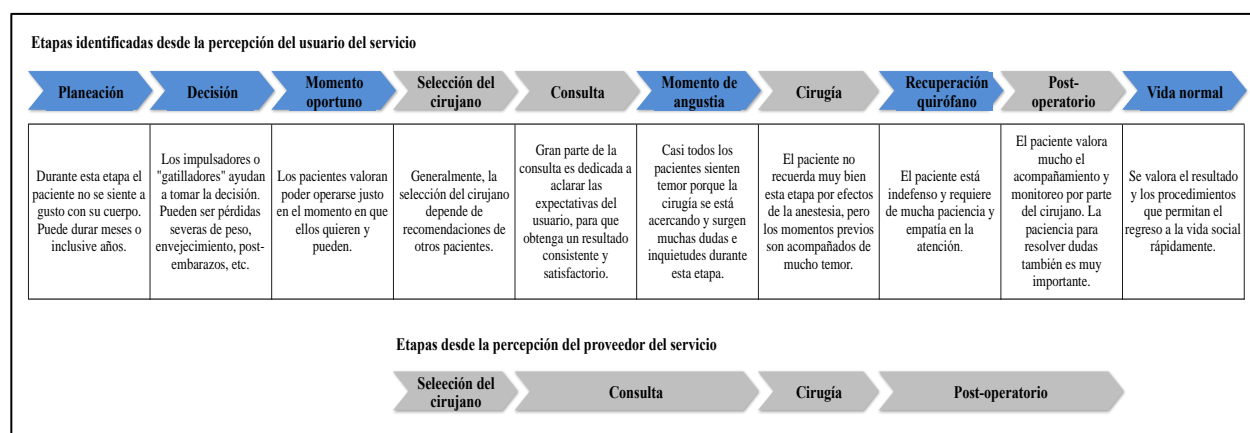 Etapas identificadas desde la percepción del usuario del servicio
Planeación
Decisión
Momento
oportuno
Selección del
cirujano
Consulta
Momento de
angustia
Cirugía
Recuperación
quirófano
Post-
operatorio
Vida normal
Durante esta etapa el
paciente no se siente a
gusto con su cuerpo.
Puede durar meses o
inclusive años.
Los impulsadores o
"gatilladores" ayudan
a tomar la decisión.
Pueden ser pérdidas
severas de peso,
envejecimiento, post-
embarazos, etc.
Los pacientes valoran
poder operarse justo
en el momento en que
ellos quieren y
pueden.
Generalmente, la
selección del cirujano
depende de
recomendaciones de
otros pacientes.
Gran parte de la
consulta es dedicada a
aclarar las
expectativas del
usuario, para que
obtenga un resultado
consistente y
satisfactorio.
Casi todos los
pacientes sienten
temor porque la
cirugía se está
acercando y surgen
muchas dudas e
inquietudes durante
esta etapa.
El paciente no
recuerda muy bien
esta etapa por efectos
de la anestesia, pero
los momentos previos
son acompañados de
mucho temor.
El paciente está
indefenso y requiere
de mucha paciencia y
empatía en la
atención.
El paciente valora
mucho el
acompañamiento y
monitoreo por parte
del cirujano. La
paciencia para
resolver dudas
también es muy
importante.
Se valora el resultado
y los procedimientos
que permitan el
regreso a la vida social
rápidamente.
Etapas desde la percepción del proveedor del servicio
Selección del
cirujano
Consulta
Cirugía
Post-operatorio